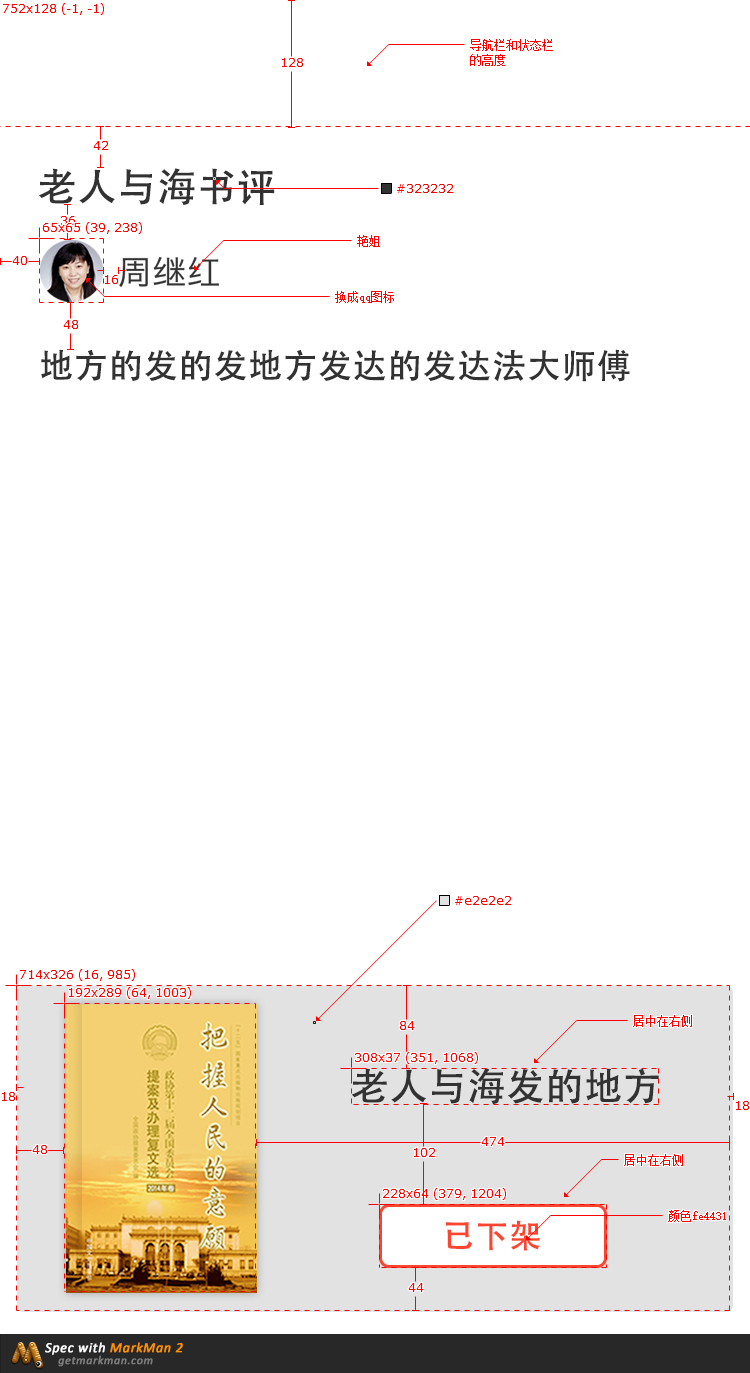 752x128 (-1, -1)
导航栏和状态栏
的高度
128
42
老人与海书评
#323232
36
65x65 (39, 238)
艳姐
40
16
周继红
换成qq图标
48
地方的发的发地方发达的发达法大师傅
#e2e2e2
714x326 (16, 985)
192x289 (64, 1003)
84
居中在右侧
308x37 (351, 1068)
老人与海发的地方
18
18
48
474
102
居中在右侧
228x64 (379, 1204)
颜色fe4431
已下架
44
把握人民的意愿
政协第十一届全国委员会
提案及办理复文选
2014年卷
Spec with MarkMan 2
getmarkman.com